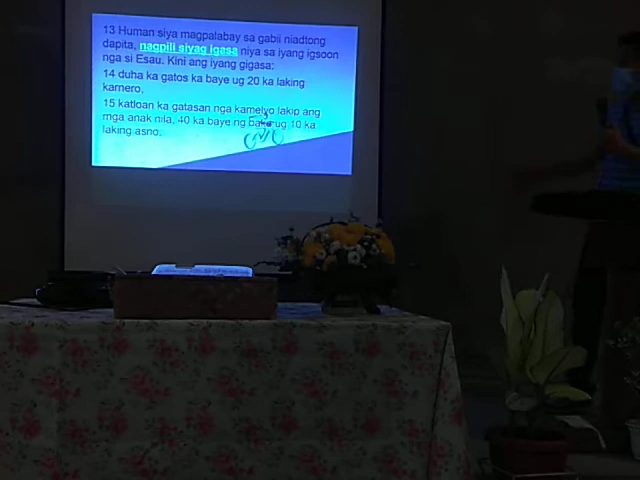 13 Human siya magpalabay sa gabii niadtong
dapita, nagpili siyag igasa niya sa iyang igsoon
nga si Esau. Kini ang iyang gigasa:
14 duha ka gatos ka baye ug 20 ka laking
karnero,
15 katloan ka gatasan nga kamelyo lakip ang
mga anak nila, 40 ka baye ng baka ug 10 ka
laking asno.